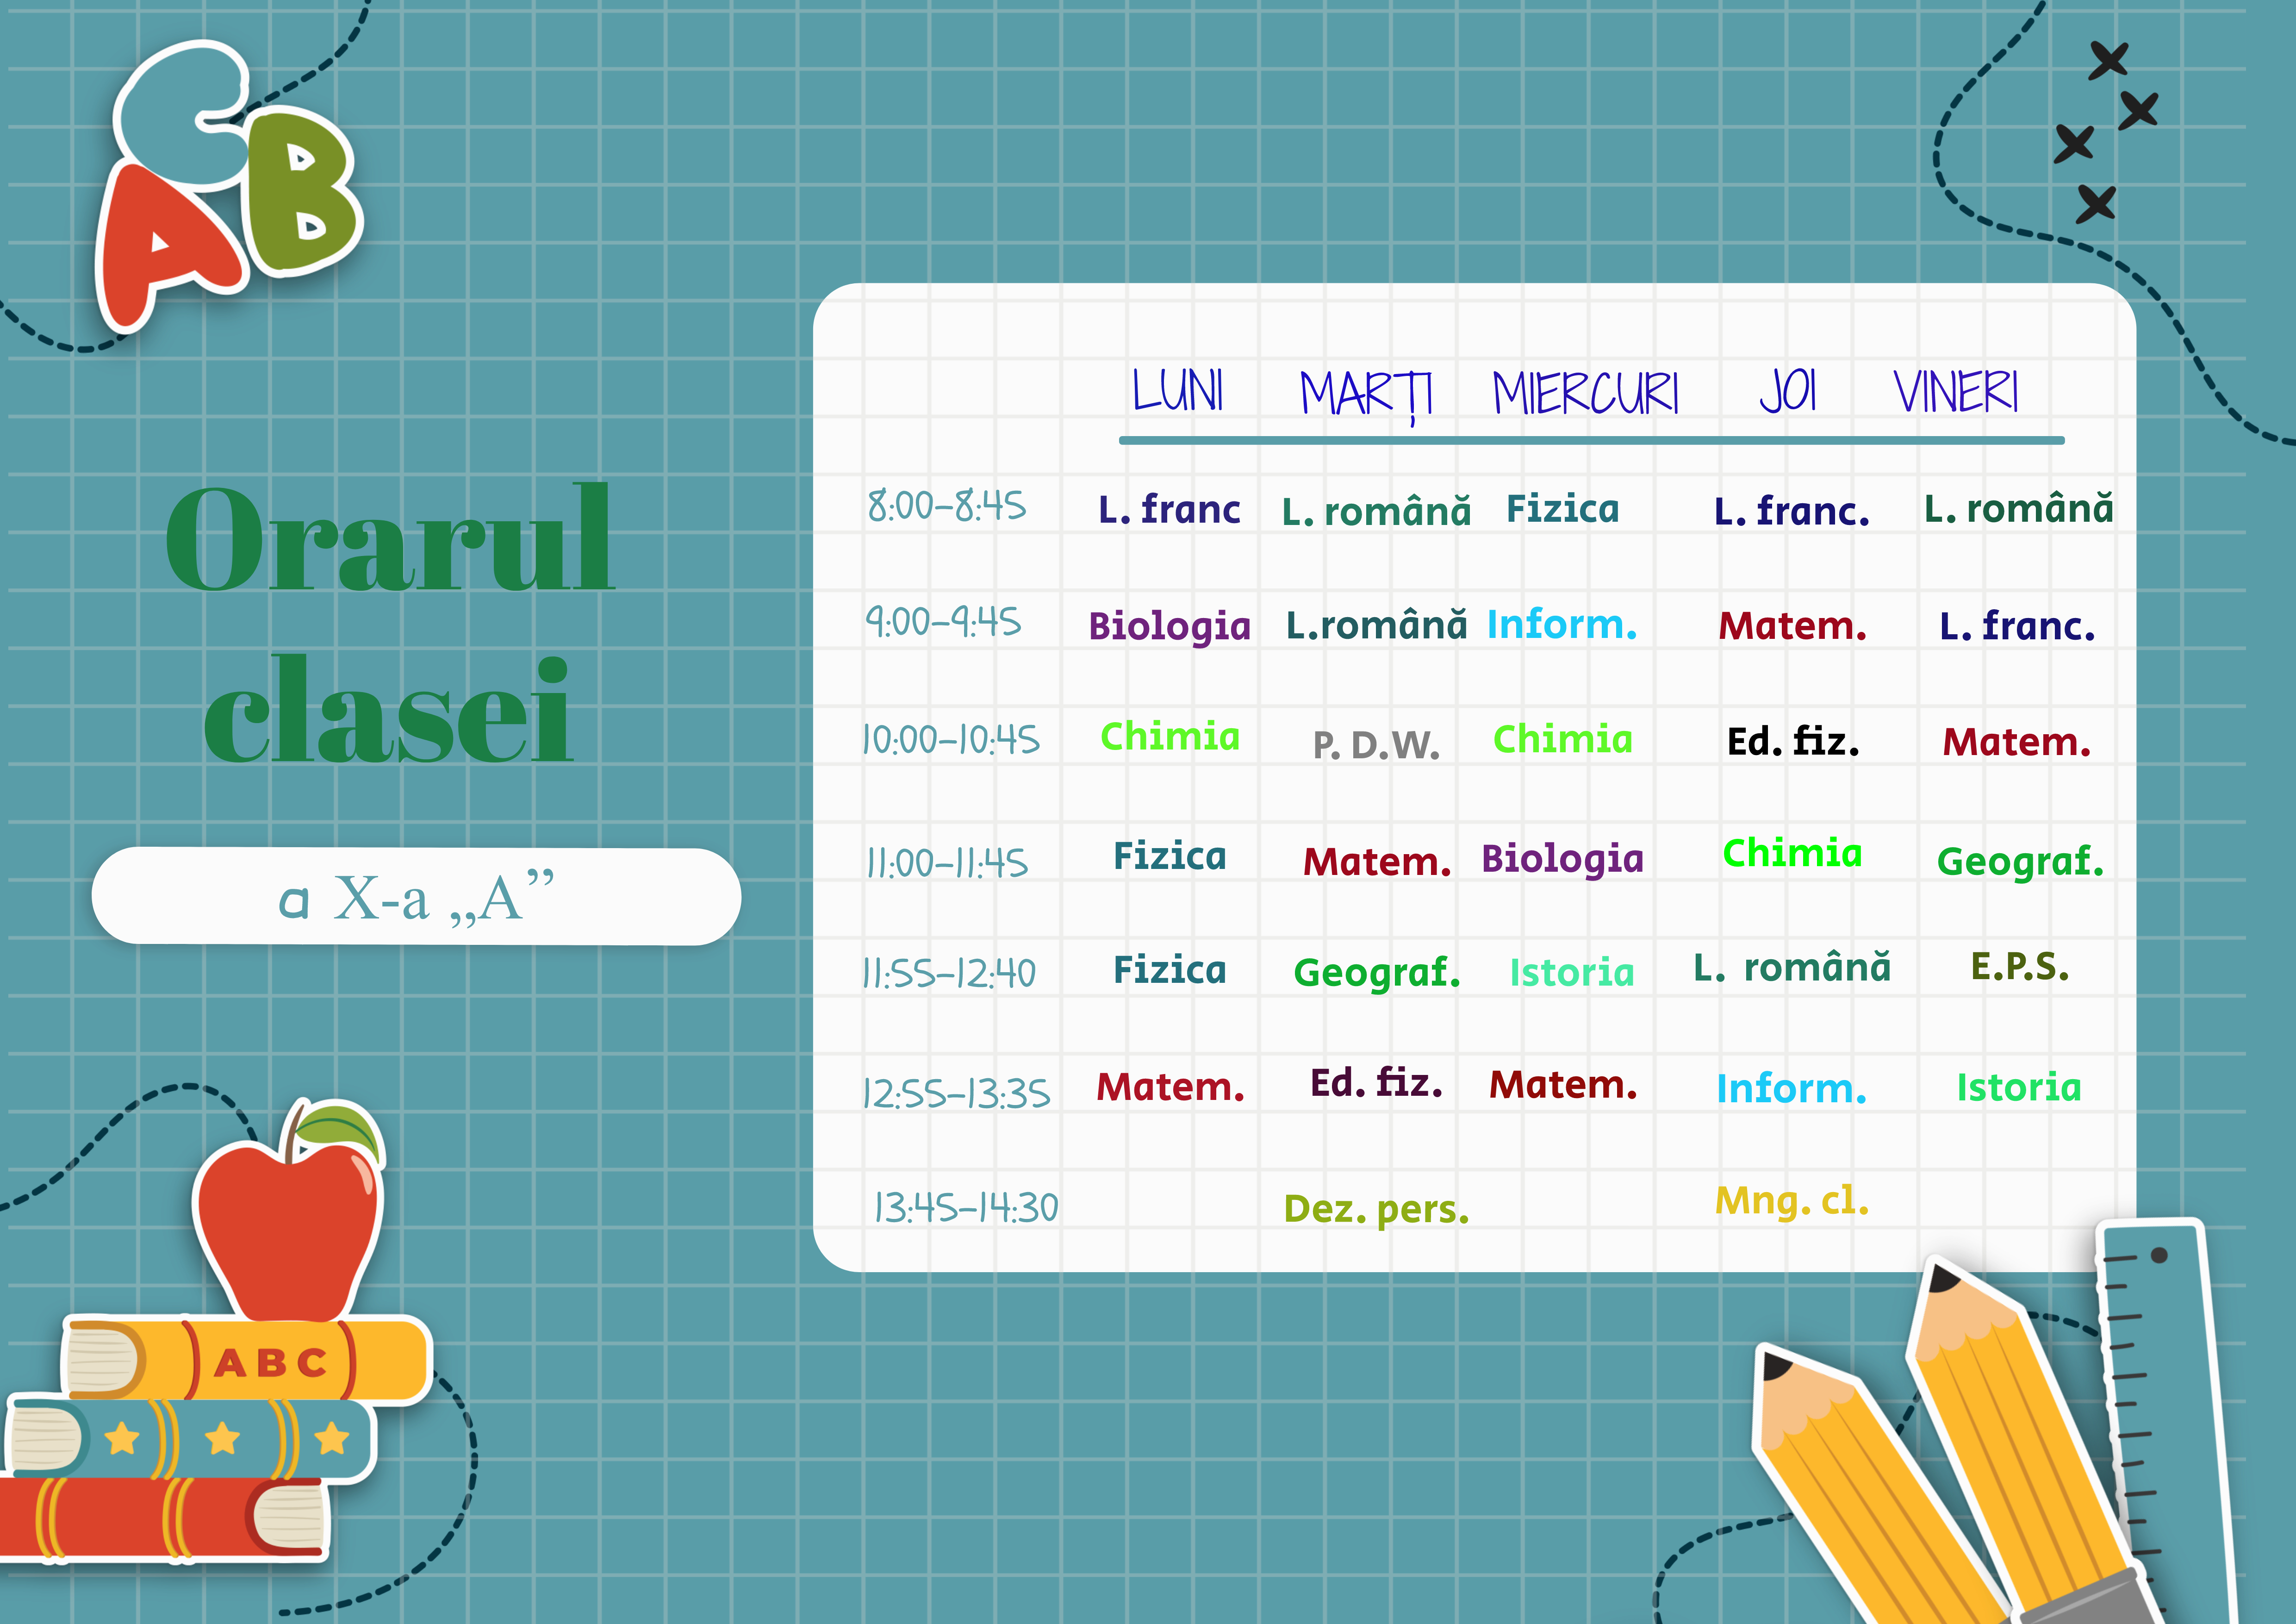 C
A B
Orarul
clasei
a X-a „A”
LUNI MARȚI MIERCURI JOI VINERI
8:00-8:45 L. franc L. română Fizica L. franc. L. română
9:00-9:45 Biologia L.română Inform. Matem. L. franc.
10:00-10:45 Chimia P. D.W. Chimia Ed. fiz. Matem.
11:00-11:45 Fizica Matem. Biologia Chimia Geograf.
11:55-12:40 Fizica Geograf. Istoria L. română E.P.S.
12:55-13:35 Matem. Ed. fiz. Matem. Inform. Istoria
13:45-14:30 Dez. pers. Mng. cl.
A B C